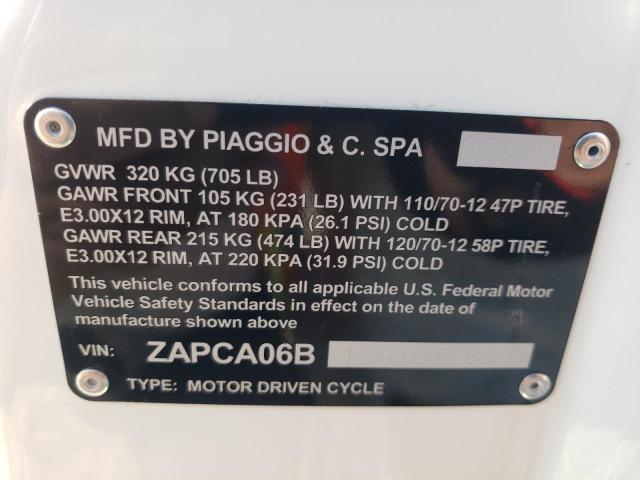 MFD BY PIAGGIO & C. SPA
GVWR 320 KG (705 LB)
GAWR FRONT 105 KG (231 LB) WITH 110/70-12 47P TIRE,
E3.00X12 RIM, AT 180 KPA (26.1 PSI) COLD
GAWR REAR 215 KG (474 LB) WITH 120/70-12 58P TIRE,
E3.00X12 RIM, AT 220 KPA (31.9 PSI) COLD
This vehicle conforms to all applicable U.S. Federal Motor
Vehicle Safety Standards in effect on the date of
manufacture shown above
VIN: ZAPCA06B
TYPE: MOTOR DRIVEN CYCLE